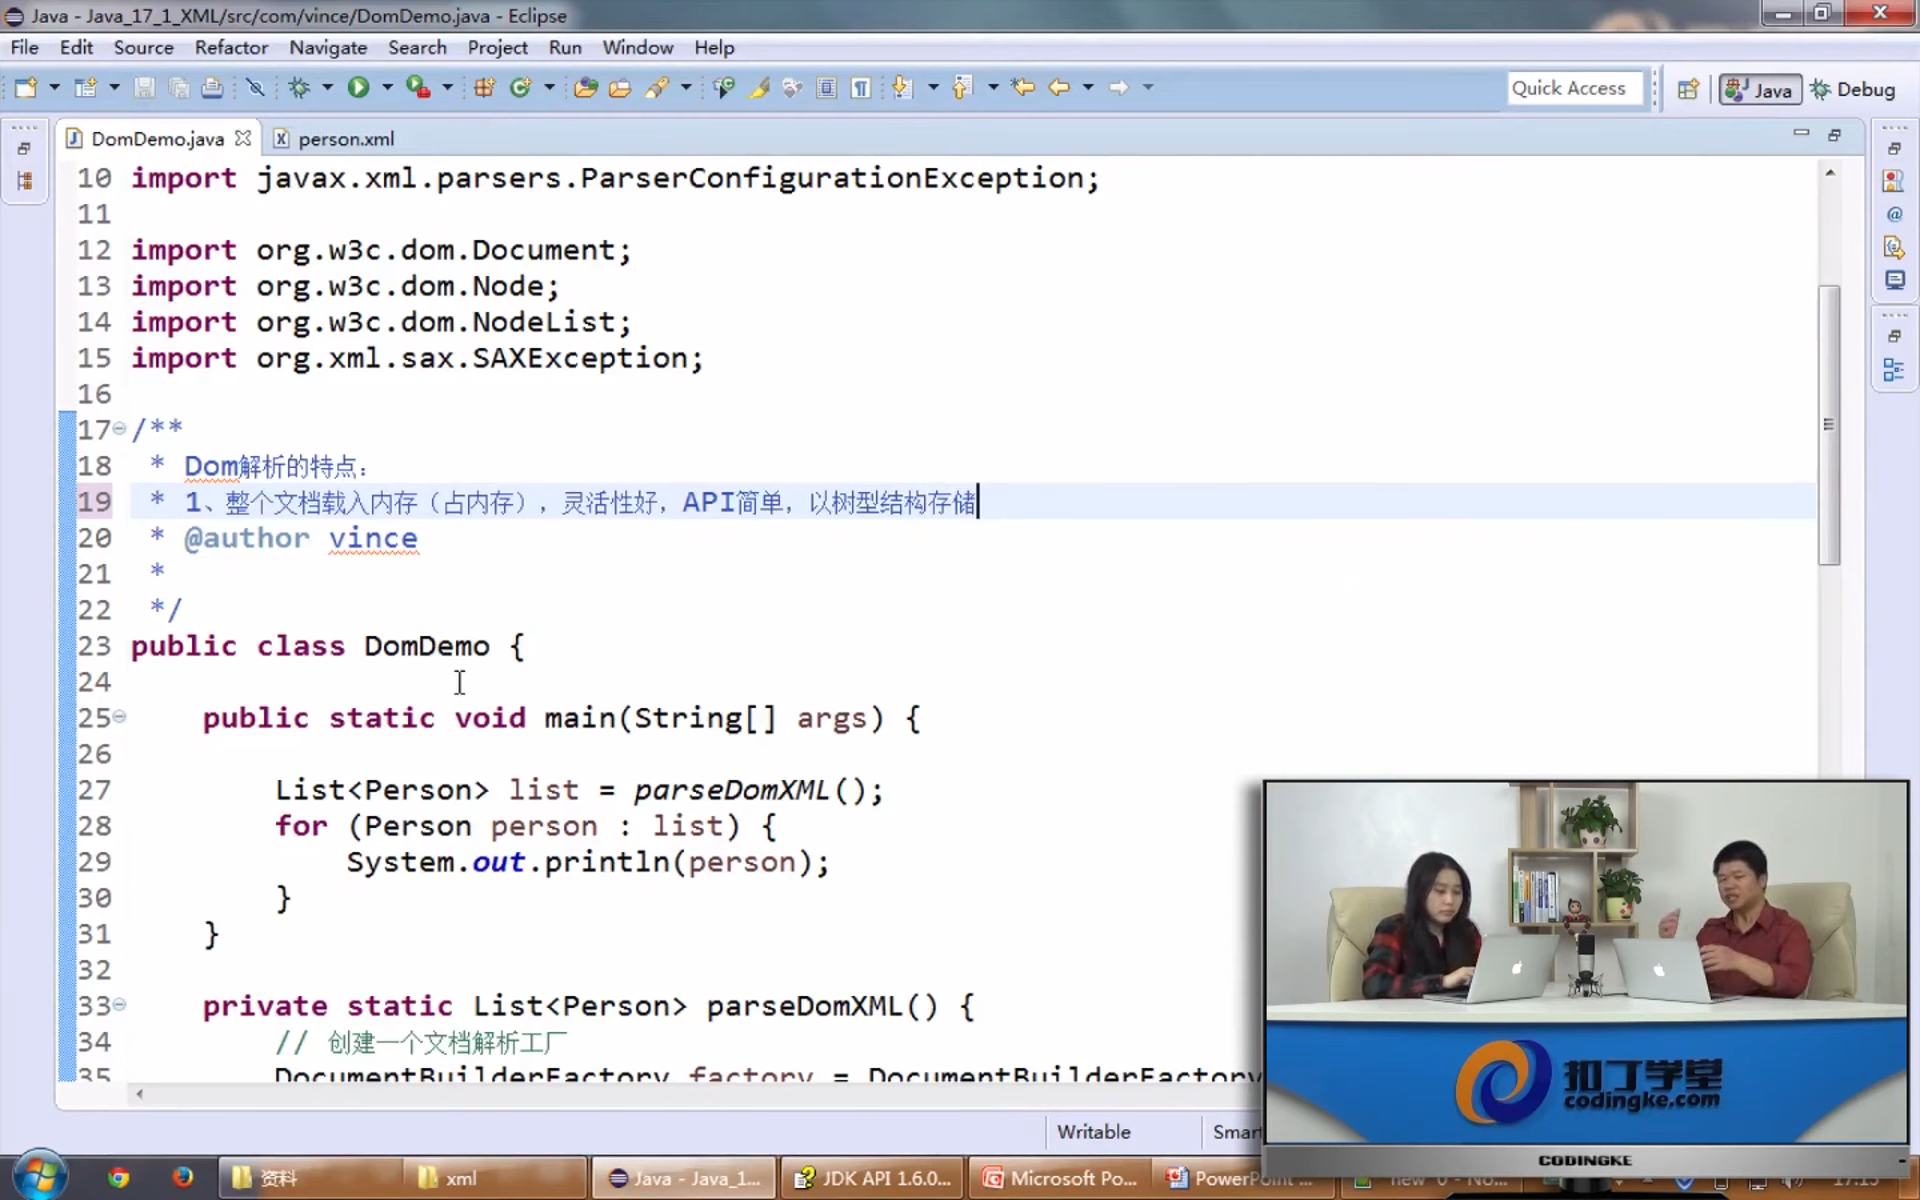 Java - Java_17_1_XML/src/com/vince/DomDemo.java - Eclipse
File Edit Source Refactor Navigate Search Project Run Window Help
Quick Access Java Debug
DomDemo.java person.xml
10 import javax.xml.parsers.ParserConfigurationException;
11
12 import org.w3c.dom.Document;
13 import org.w3c.dom.Node;
14 import org.w3c.dom.NodeList;
15 import org.xml.sax.SAXException;
16
17 /**
18 * Dom解析的特点：
19 * 1、整个文档载入内存（占内存），灵活性好，API简单，以树型结构存储
20 * @author vince
21 *
22 */
23 public class DomDemo {
24
25 public static void main(String[] args) {
26
27 List<Person> list = parseDomXML();
28 for (Person person : list) {
29 System.out.println(person);
30 }
31 }
32
33 private static List<Person> parseDomXML() {
34 // 创建一个文档解析工厂
35 DocumentBuilderFactory factory = DocumentBuilderFactory
Writable Smart
扣丁学堂
codingke.com
CODINGKE
资料 xml Java - Java_1... JDK API 1.6.0... Microsoft Po... PowerPoint ...